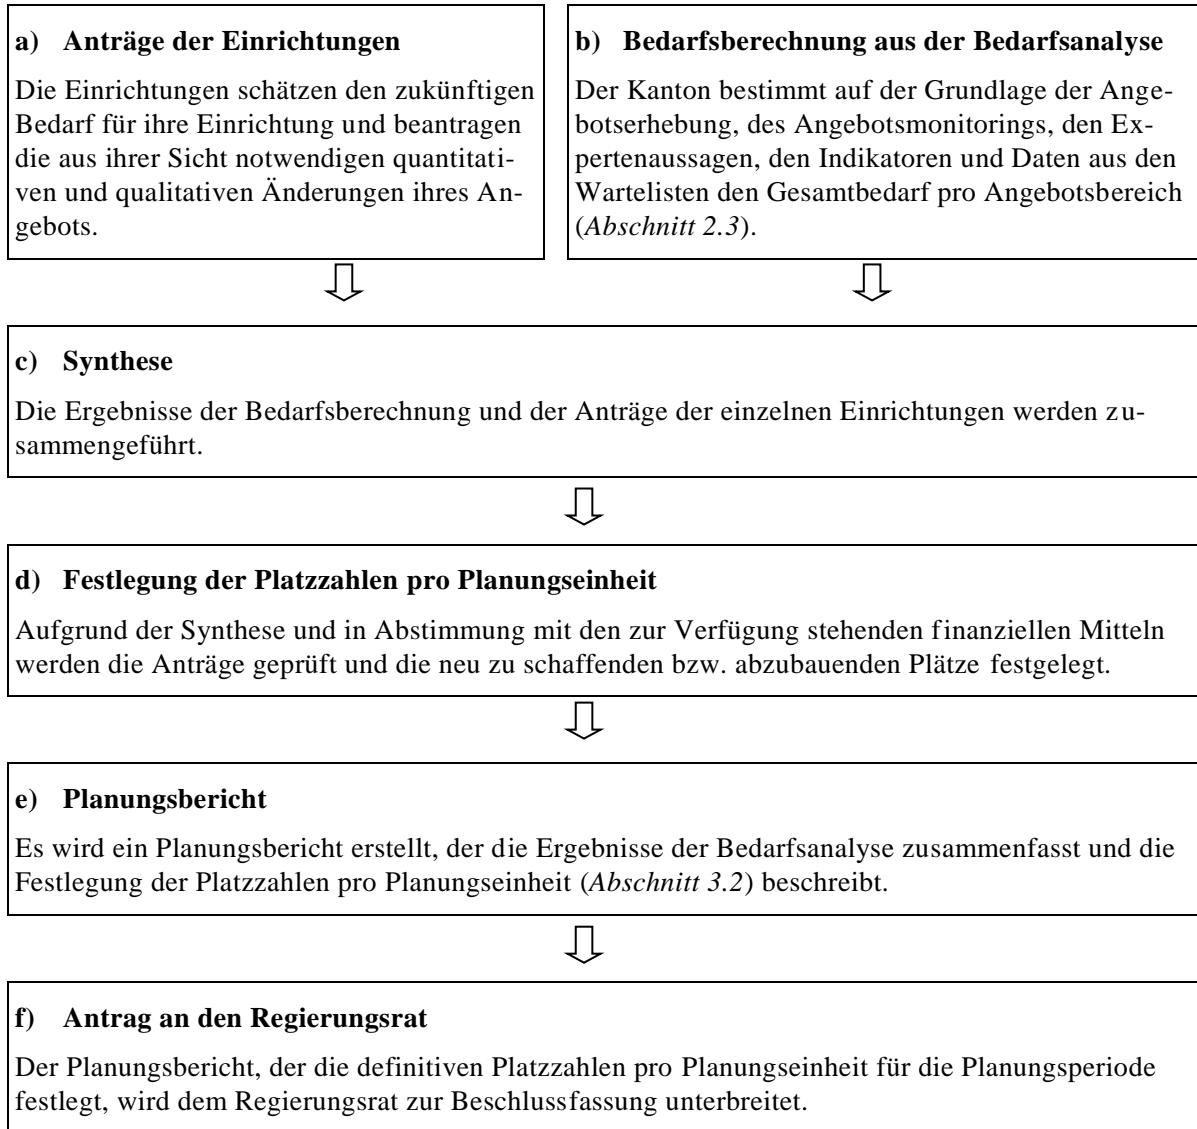 a) Anträge der Einrichtungen
Die Einrichtungen schätzen den zukünftigen
Bedarf für ihre Einrichtung und beantragen
die aus ihrer Sicht notwendigen quantitati-
ven und qualitativen Änderungen ihres An-
gebots.
b) Bedarfsberechnung aus der Bedarfsanalyse
Der Kanton bestimmt auf der Grundlage der Ange-
botserhebung, des Angebotsmonitorings, den Ex-
pertenaussagen, den Indikatoren und Daten aus den
Wartelisten den Gesamtbedarf pro Angebotsbereich
(Abschnitt 2.3).
c) Synthese
Die Ergebnisse der Bedarfsberechnung und der Anträge der einzelnen Einrichtungen werden zu-
sammengeführt.
d) Festlegung der Platzzahlen pro Planungseinheit
Aufgrund der Synthese und in Abstimmung mit den zur Verfügung stehenden finanziellen Mitteln
werden die Anträge geprüft und die neu zu schaffenden bzw. abzubauenden Plätze festgelegt.
e) Planungsbericht
Es wird ein Planungsbericht erstellt, der die Ergebnisse der Bedarfsanalyse zusammenfasst und die
Festlegung der Platzzahlen pro Planungseinheit (Abschnitt 3.2) beschreibt.
f) Antrag an den Regierungsrat
Der Planungsbericht, der die definitiven Platzzahlen pro Planungseinheit für die Planungsperiode
festlegt, wird dem Regierungsrat zur Beschlussfassung unterbreitet.